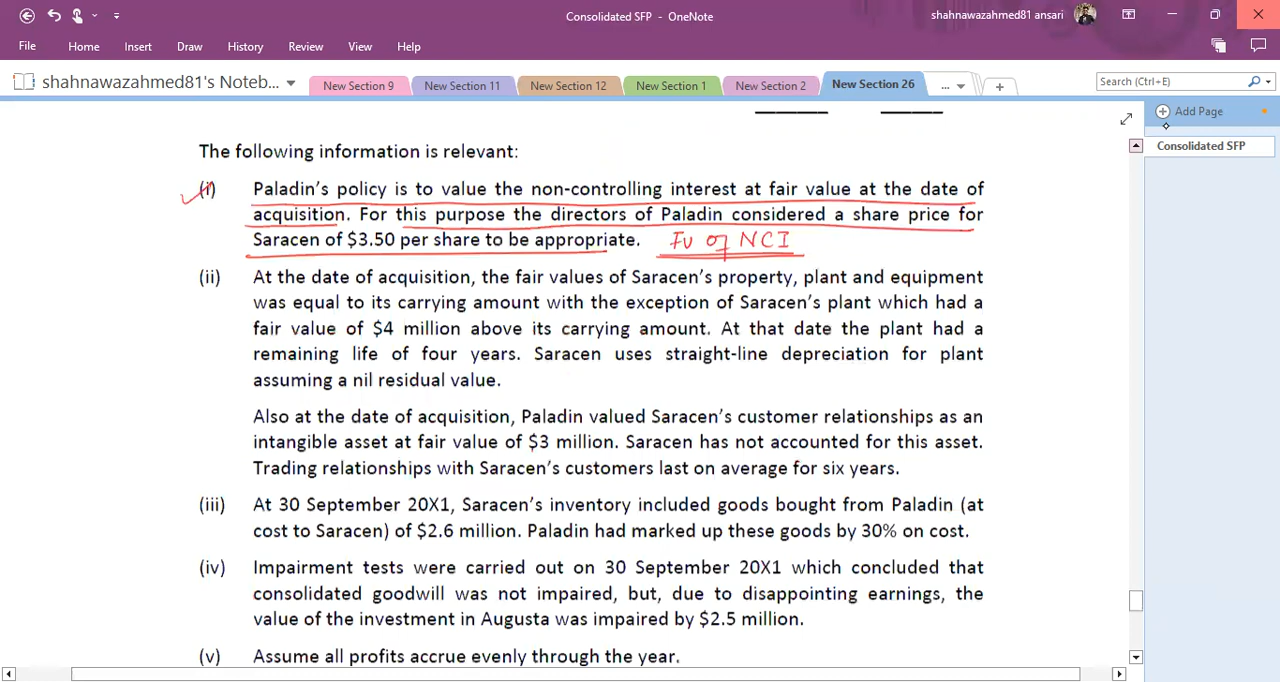 Consolidated SFP - OneNote
shahnawazahmed81 ansari
File Home Insert Draw History Review View Help
shahnawazahmed81's Noteb...
New Section 9 New Section 11 New Section 12 New Section 1 New Section 2 New Section 26 ...
Search (Ctrl+E)
Add Page
Consolidated SFP
The following information is relevant:
(i) Paladin's policy is to value the non-controlling interest at fair value at the date of
acquisition. For this purpose the directors of Paladin considered a share price for
Saracen of $3.50 per share to be appropriate. Fv of NCI
(ii) At the date of acquisition, the fair values of Saracen's property, plant and equipment
was equal to its carrying amount with the exception of Saracen's plant which had a
fair value of $4 million above its carrying amount. At that date the plant had a
remaining life of four years. Saracen uses straight-line depreciation for plant
assuming a nil residual value.
Also at the date of acquisition, Paladin valued Saracen's customer relationships as an
intangible asset at fair value of $3 million. Saracen has not accounted for this asset.
Trading relationships with Saracen's customers last on average for six years.
(iii) At 30 September 20X1, Saracen's inventory included goods bought from Paladin (at
cost to Saracen) of $2.6 million. Paladin had marked up these goods by 30% on cost.
(iv) Impairment tests were carried out on 30 September 20X1 which concluded that
consolidated goodwill was not impaired, but, due to disappointing earnings, the
value of the investment in Augusta was impaired by $2.5 million.
(v) Assume all profits accrue evenly through the year.